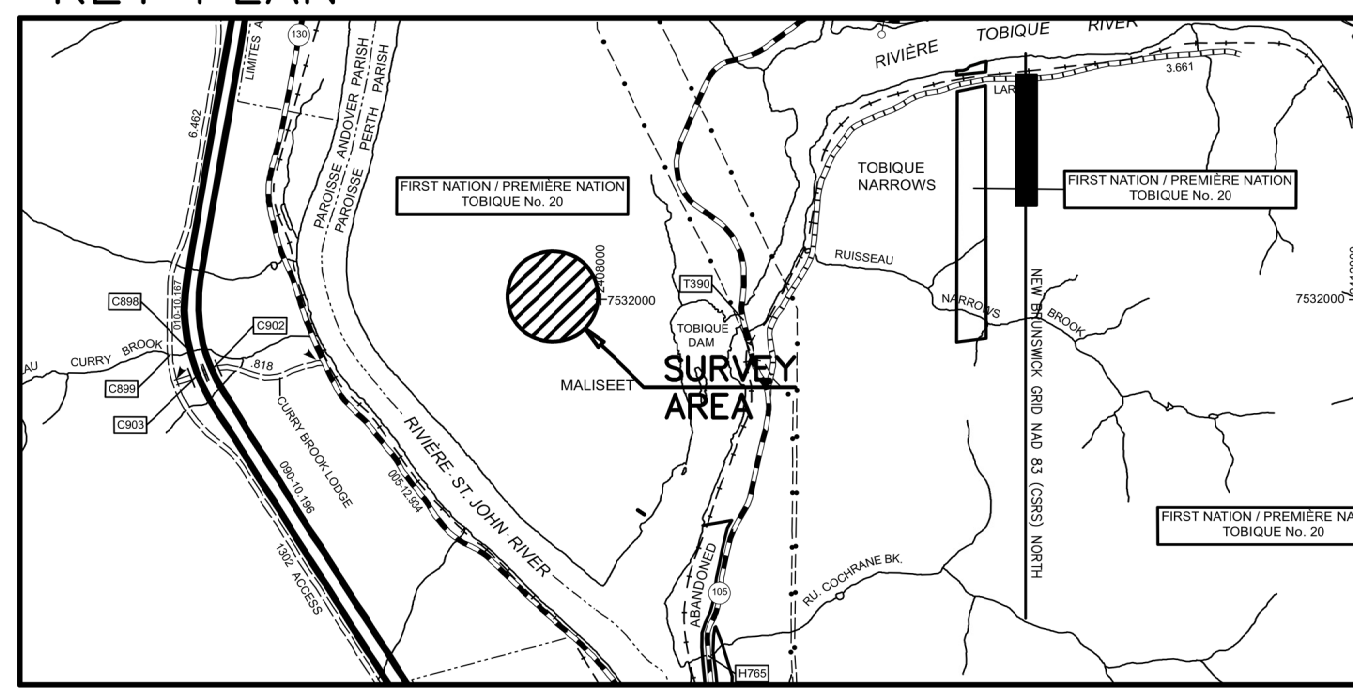 KEY PLAN
130
LIMITES A
6.462
PAROISSE ANDOVER PARISH
PAROISSE PERTH PARISH
RIVIÈRE TOBIQUE RIVER
3.661
LAR
TOBIQUE
NARROWS
FIRST NATION / PREMIÈRE NATION
TOBIQUE No. 20
FIRST NATION / PREMIÈRE NATION
TOBIQUE No. 20
2408000
7532000
T390
RUISSEAU
NARROWS
BROOK
7532000
010-10.167
C898
C902
TOBIQUE
DAM
AU CURRY BROOK
.818
C899
C903
MALISEET
SURVEY
AREA
CURRY BROOK LODGE
090-10.196
005-12.934
RIVIÈRE ST. JOHN RIVER
1302 ACCESS
NEW BRUNSWICK GRID NAD 83 (CSRS) NORTH
FIRST NATION / PREMIÈRE NA
TOBIQUE No. 20
ABANDONED
105
RU. COCHRANE BK.
H765